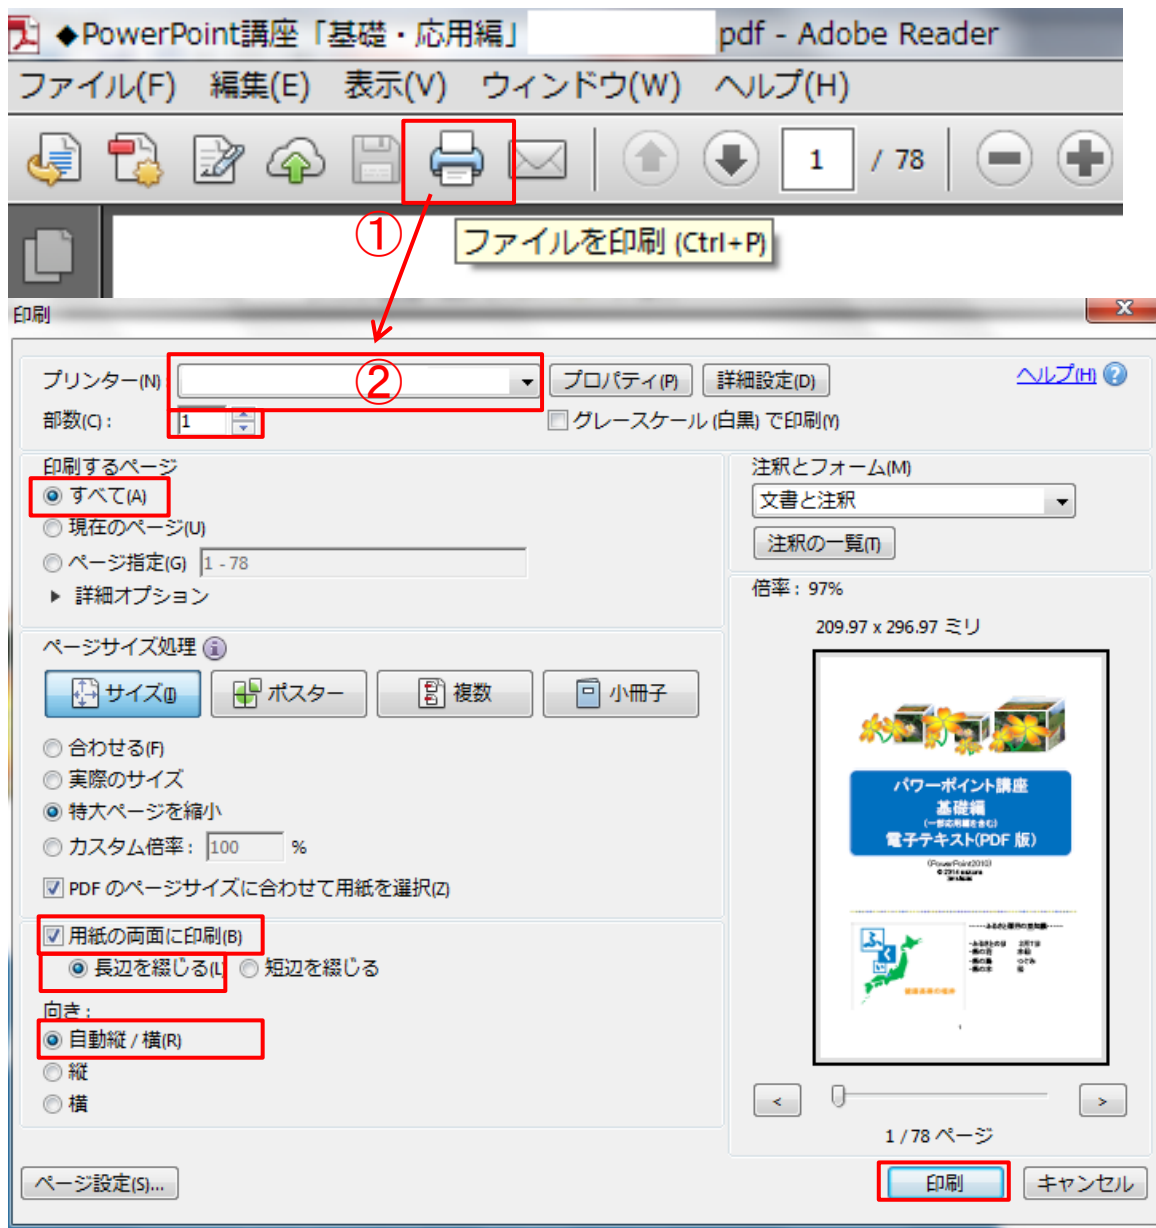 ◆PowerPoint講座「基礎・応用編」 pdf - Adobe Reader
ファイル(F) 編集(E) 表示(V) ウィンドウ(W) ヘルプ(H)
1 / 78
① ファイルを印刷 (Ctrl+P)
印刷 x
プリンター(N) ② プロパティ(P) 詳細設定(D) ヘルプ(H) ?
部数(C): 1 グレースケール (白黒) で印刷(Y)
印刷するページ
すべて(A)
現在のページ(U)
ページ指定(G) 1 - 78
詳細オプション
注釈とフォーム(M)
文書と注釈
注釈の一覧(T)
ページサイズ処理 i
サイズ(I) ポスター 複数 小冊子
合わせる(F)
実際のサイズ
特大ページを縮小
カスタム倍率: 100 %
PDF のページサイズに合わせて用紙を選択(Z)
用紙の両面に印刷(B)
長辺を綴じる(L) 短辺を綴じる
向き:
自動縦 / 横(R)
縦
横
倍率: 97%
209.97 x 296.97 ミリ
パワーポイント講座
基礎編
(一部応用編を含む)
電子テキスト(PDF 版)
(PowerPoint2010)
ふ
く
い
1
< >
1 / 78 ページ
ページ設定(S)... 印刷 キャンセル